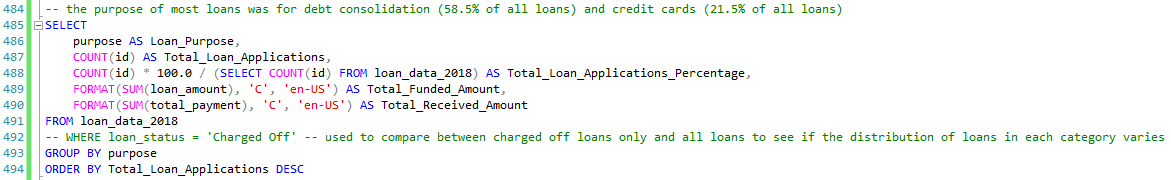 484 -- the purpose of most loans was for debt consolidation (58.5% of all loans) and credit cards (21.5% of all loans)
485 SELECT
486 purpose AS Loan_Purpose,
487 COUNT(id) AS Total_Loan_Applications,
488 COUNT(id) * 100.0 / (SELECT COUNT(id) FROM loan_data_2018) AS Total_Loan_Applications_Percentage,
489 FORMAT(SUM(loan_amount), 'C', 'en-US') AS Total_Funded_Amount,
490 FORMAT(SUM(total_payment), 'C', 'en-US') AS Total_Received_Amount
491 FROM loan_data_2018
492 -- WHERE loan_status = 'Charged Off' -- used to compare between charged off loans only and all loans to see if the distribution of loans in each category varies
493 GROUP BY purpose
494 ORDER BY Total_Loan_Applications DESC